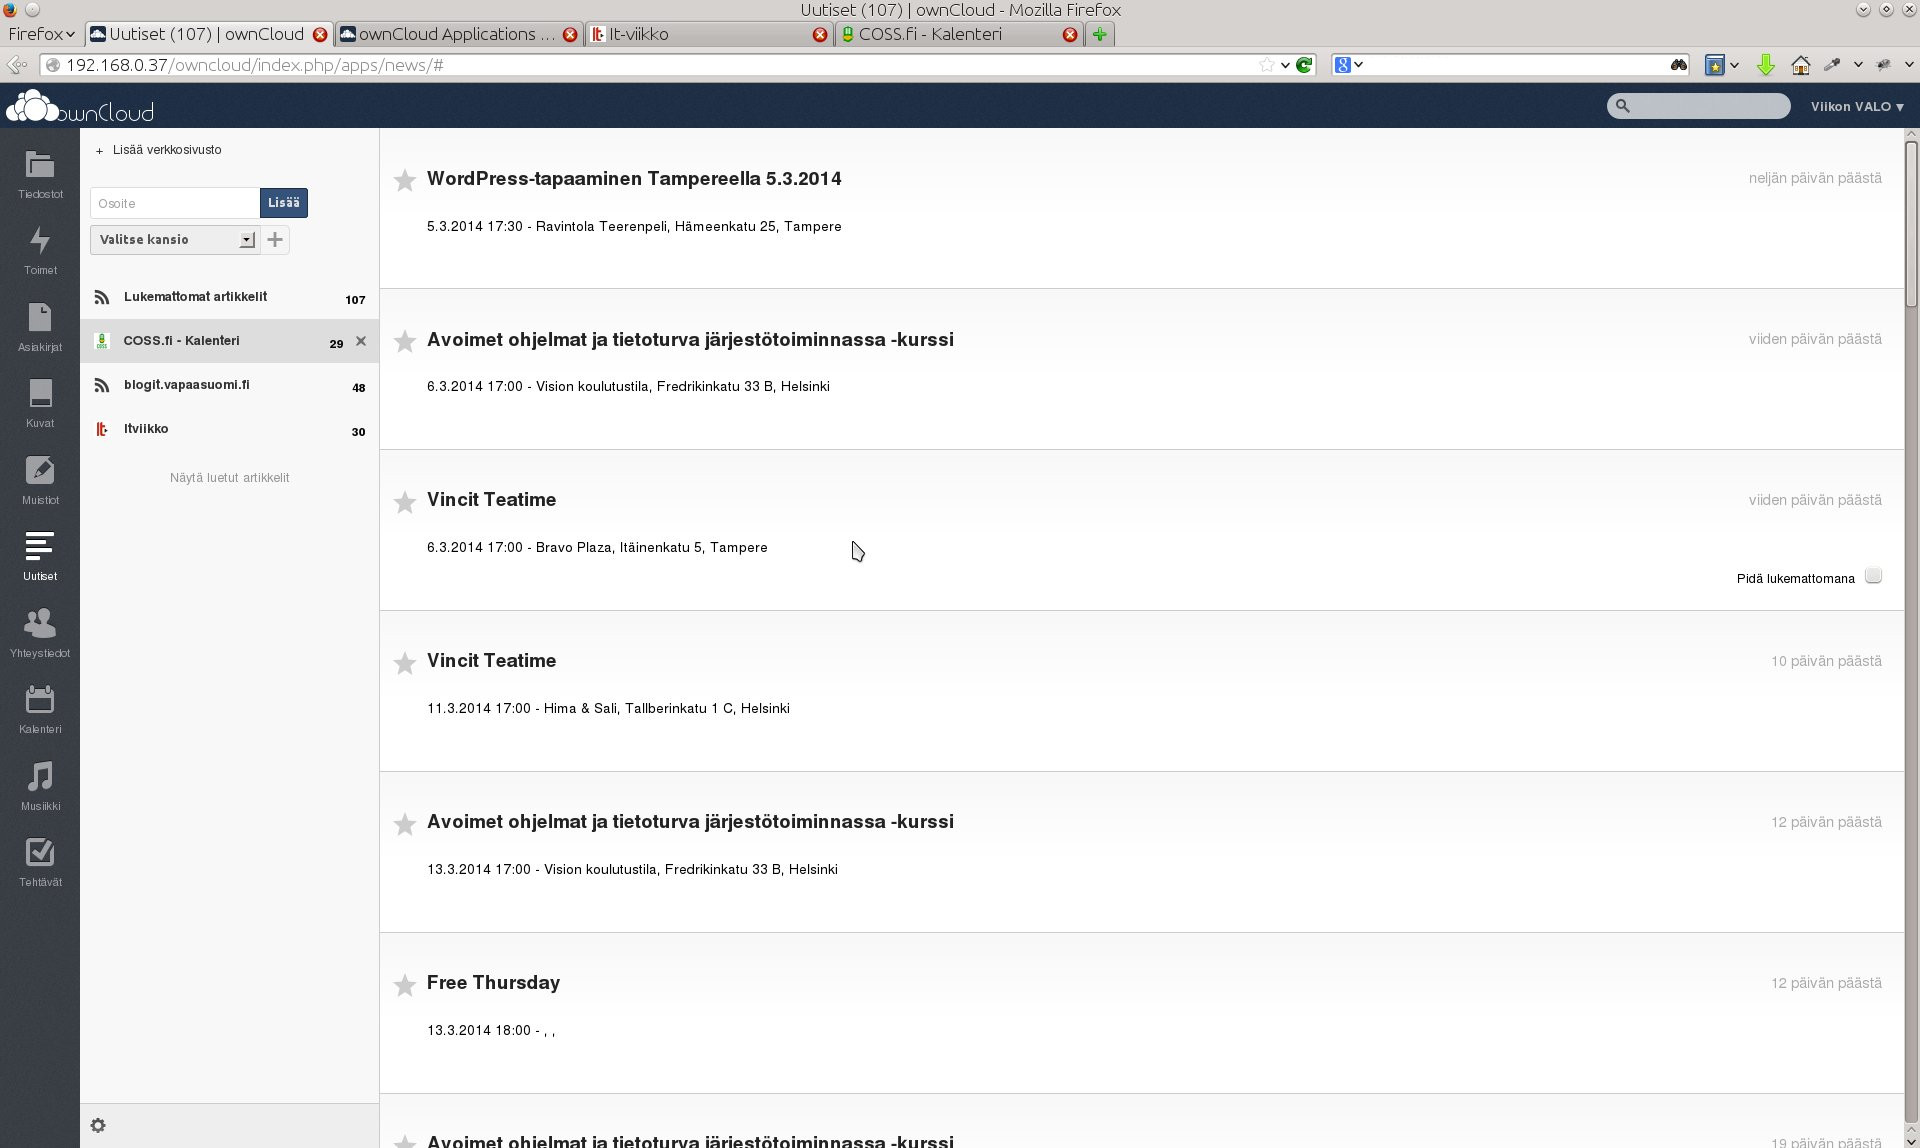 Uutiset (107) | ownCloud - Mozilla Firefox
Firefox
Uutiset (107) | ownCloud
ownCloud Applications ...
It-viikko
COSS.fi - Kalenteri
192.168.0.37/owncloud/index.php/apps/news/#
ownCloud
Viikon VALO ▾
Tiedostot
Toimet
Asiakirjat
Kuvat
Muistiot
Uutiset
Yhteystiedot
Kalenteri
Musiikki
Tehtävät
+ Lisää verkkosivusto
Osoite
Lisää
Valitse kansio
Lukemattomat artikkelit 107
COSS.fi - Kalenteri 29
blogit.vapaasuomi.fi 48
Itviikko 30
Näytä luetut artikkelit
WordPress-tapaaminen Tampereella 5.3.2014
neljän päivän päästä
5.3.2014 17:30 - Ravintola Teerenpeli, Hämeenkatu 25, Tampere
Avoimet ohjelmat ja tietoturva järjestötoiminnassa -kurssi
viiden päivän päästä
6.3.2014 17:00 - Vision koulutustila, Fredrikinkatu 33 B, Helsinki
Vincit Teatime
viiden päivän päästä
6.3.2014 17:00 - Bravo Plaza, Itäinenkatu 5, Tampere
Pidä lukemattomana
Vincit Teatime
10 päivän päästä
11.3.2014 17:00 - Hima & Sali, Tallberinkatu 1 C, Helsinki
Avoimet ohjelmat ja tietoturva järjestötoiminnassa -kurssi
12 päivän päästä
13.3.2014 17:00 - Vision koulutustila, Fredrikinkatu 33 B, Helsinki
Free Thursday
12 päivän päästä
13.3.2014 18:00 - , ,
Avoimet ohjelmat ja tietoturva järjestötoiminnassa -kurssi
19 päivän päästä